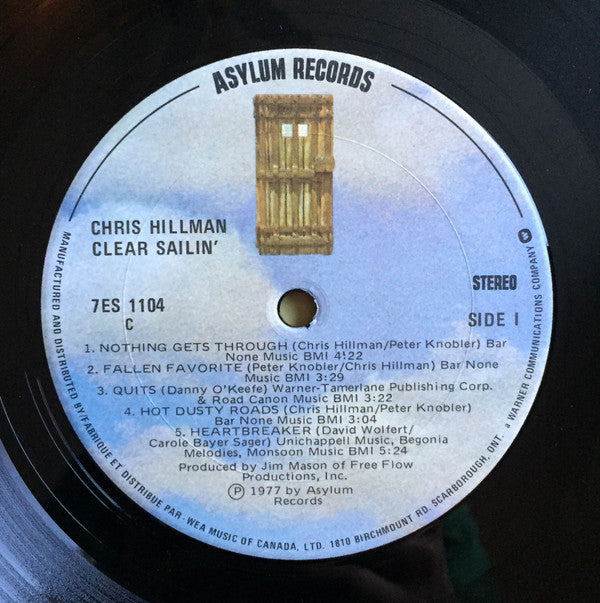 ASYLUM RECORDS
CHRIS HILLMAN
CLEAR SAILIN'
7ES 1104
C
STEREO
SIDE I
1. NOTHING GETS THROUGH (Chris Hillman/Peter Knobler) Bar
None Music BMI 4:22
2. FALLEN FAVORITE (Peter Knobler/Chris Hillman) Bar None
Music BMI 3:29
3. QUITS (Danny O'Keefe) Warner-Tamerlane Publishing Corp.
& Road Canon Music BMI 3:22
4. HOT DUSTY ROADS (Chris Hillman/Peter Knobler)
Bar None Music BMI 3:04
5. HEARTBREAKER (David Wolfert/
Carole Bayer Sager) Unichappell Music, Begonia
Melodies, Monsoon Music BMI 5:24
Produced by Jim Mason of Free Flow
Productions, Inc.
Ⓟ 1977 by Asylum
Records
MANUFACTURED AND DISTRIBUTED BY/FABRIQUE ET DISTRIBUE PAR-WEA MUSIC OF CANADA, LTD. 1810 BIRCHMOUNT RD. SCARBOROUGH, ONT. a WARNER COMMUNICATIONS COMPANY